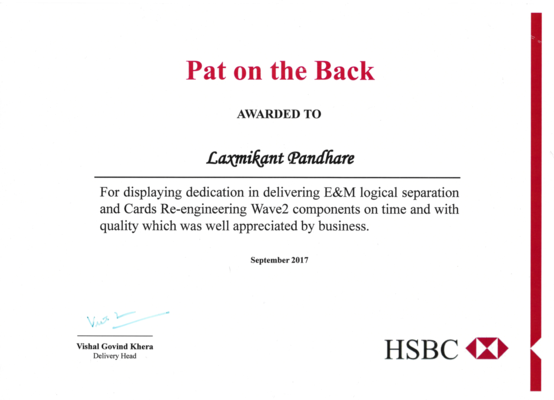 Pat on the Back
AWARDED TO
Laxmikant Pandhare
For displaying dedication in delivering E&M logical separation
and Cards Re-engineering Wave2 components on time and with
quality which was well appreciated by business.
September 2017
Vishal Govind Khera
Delivery Head
HSBC